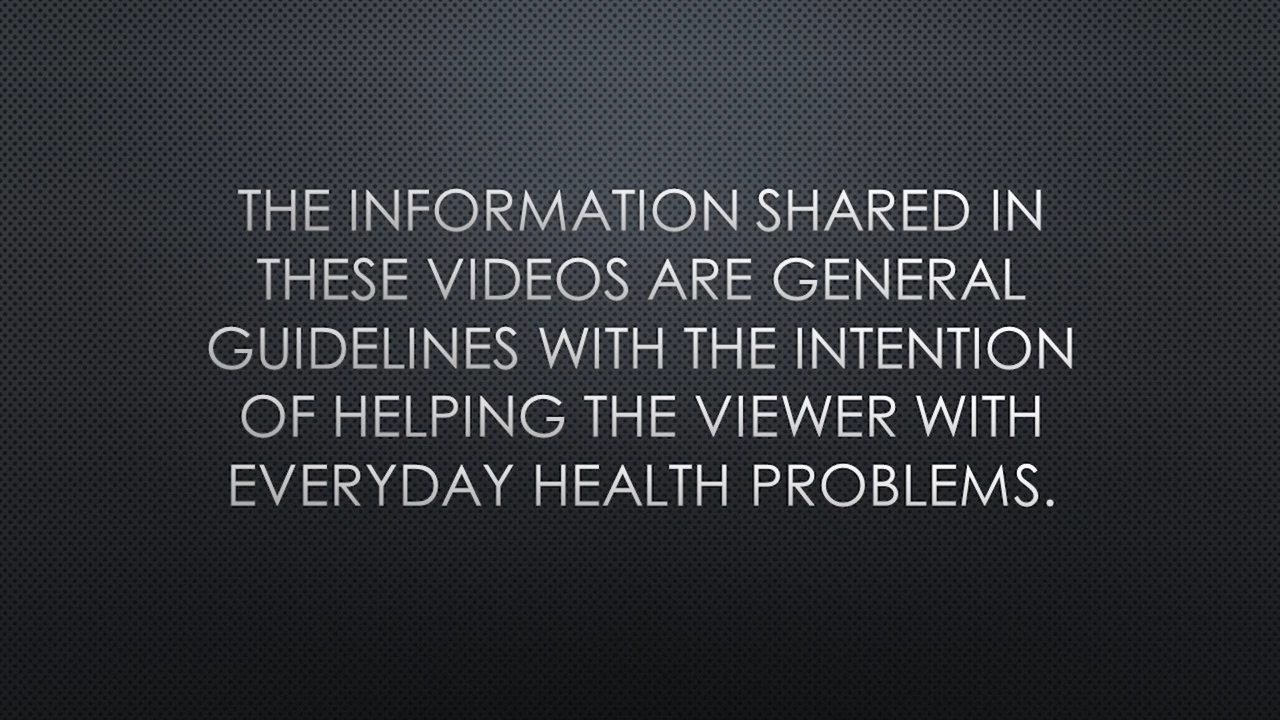 THE INFORMATION SHARED IN
THESE VIDEOS ARE GENERAL
GUIDELINES WITH THE INTENTION
OF HELPING THE VIEWER WITH
EVERYDAY HEALTH PROBLEMS.